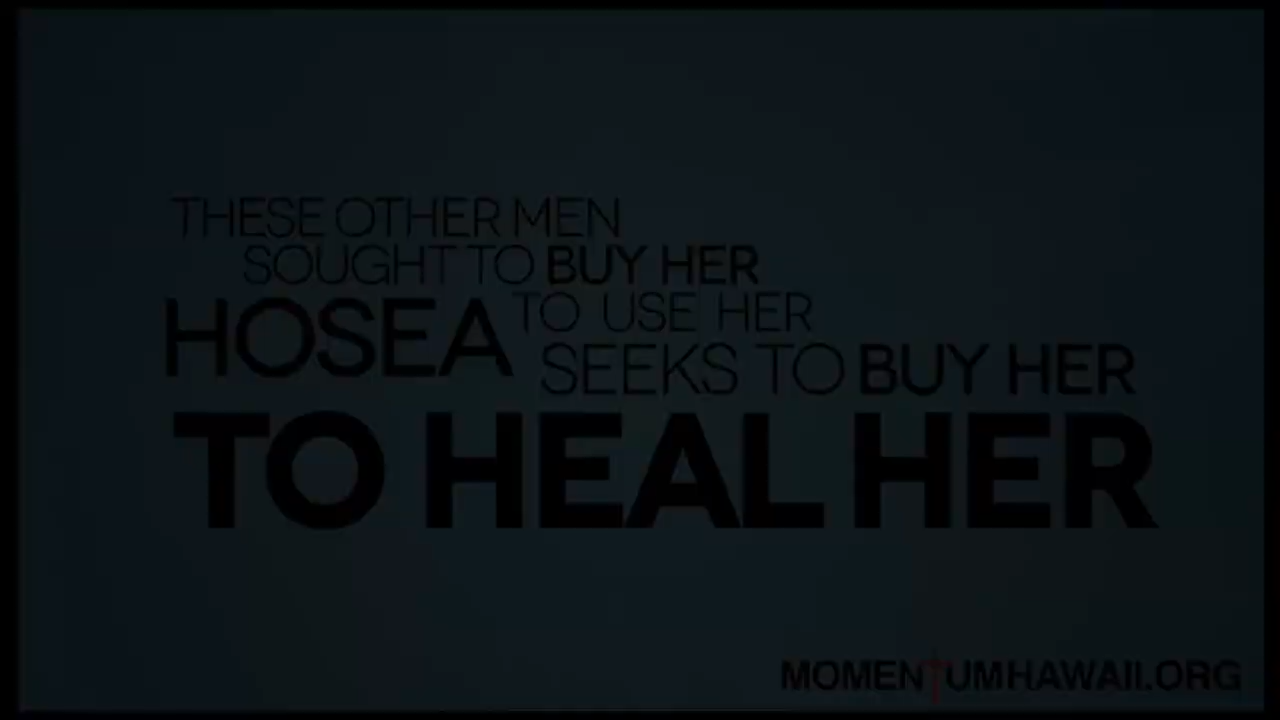 THESE OTHER MEN
SOUGHT TO BUY HER
TO USE HER
HOSEA SEEKS TO BUY HER
TO HEAL HER
MOMENTUMHAWAII.ORG